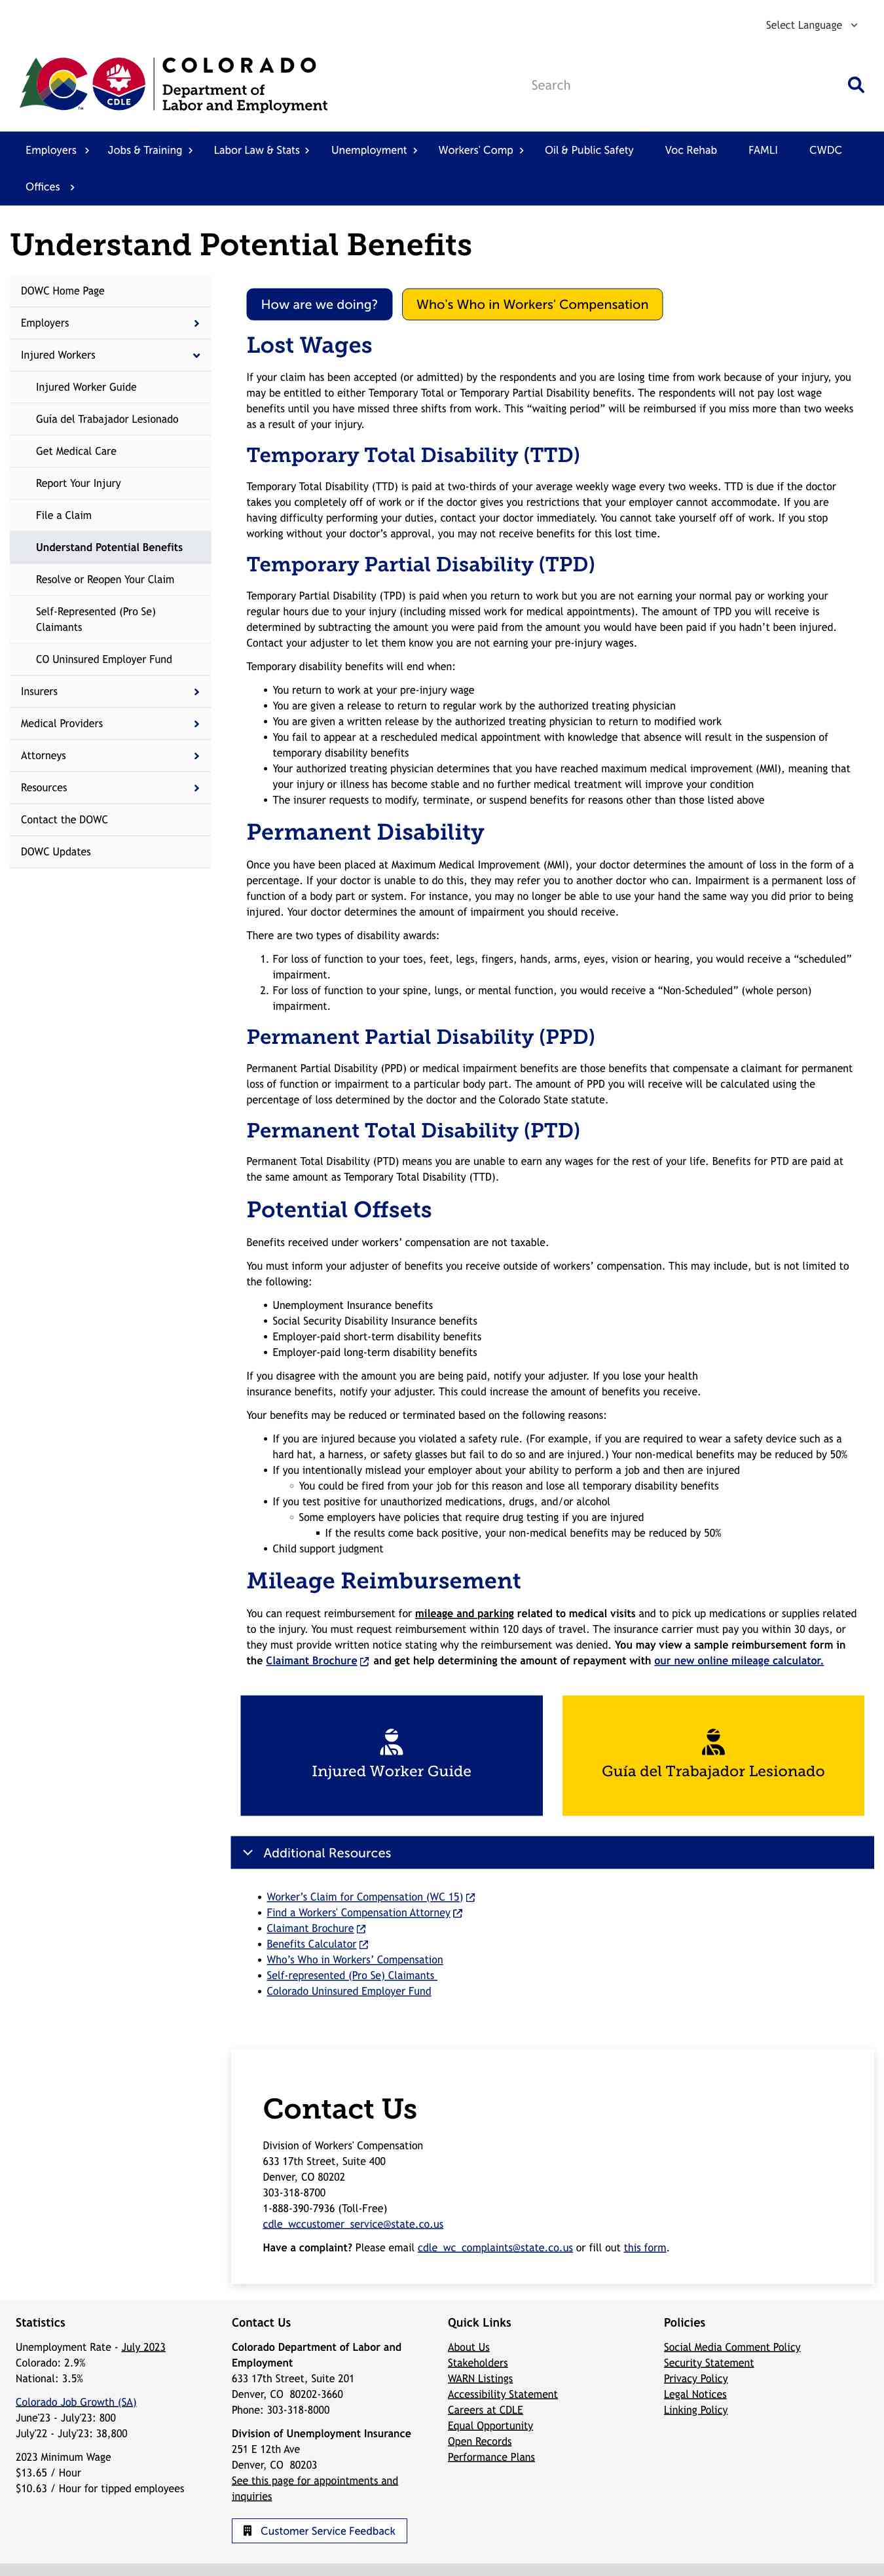 Select Language
COLORADO
Department of
Labor and Employment
CO
CDLE
TM
Search
Employers
Jobs & Training
Labor Law & Stats
Unemployment
Workers' Comp
Oil & Public Safety
Voc Rehab
FAMLI
CWDC
Offices
Understand Potential Benefits
DOWC Home Page
Employers
Injured Workers
Injured Worker Guide
Guia del Trabajador Lesionado
Get Medical Care
Report Your Injury
File a Claim
Understand Potential Benefits
Resolve or Reopen Your Claim
Self-Represented (Pro Se)
Claimants
CO Uninsured Employer Fund
Insurers
Medical Providers
Attorneys
Resources
Contact the DOWC
DOWC Updates
How are we doing?
Who's Who in Workers' Compensation
Lost Wages
If your claim has been accepted (or admitted) by the respondents and you are losing time from work because of your injury, you
may be entitled to either Temporary Total or Temporary Partial Disability benefits. The respondents will not pay lost wage
benefits until you have missed three shifts from work. This “waiting period” will be reimbursed if you miss more than two weeks
as a result of your injury.
Temporary Total Disability (TTD)
Temporary Total Disability (TTD) is paid at two-thirds of your average weekly wage every two weeks. TTD is due if the doctor
takes you completely off of work or if the doctor gives you restrictions that your employer cannot accommodate. If you are
having difficulty performing your duties, contact your doctor immediately. You cannot take yourself off of work. If you stop
working without your doctor’s approval, you may not receive benefits for this lost time.
Temporary Partial Disability (TPD)
Temporary Partial Disability (TPD) is paid when you return to work but you are not earning your normal pay or working your
regular hours due to your injury (including missed work for medical appointments). The amount of TPD you will receive is
determined by subtracting the amount you were paid from the amount you would have been paid if you hadn’t been injured.
Contact your adjuster to let them know you are not earning your pre-injury wages.
Temporary disability benefits will end when:
• You return to work at your pre-injury wage
• You are given a release to return to regular work by the authorized treating physician
• You are given a written release by the authorized treating physician to return to modified work
• You fail to appear at a rescheduled medical appointment with knowledge that absence will result in the suspension of
temporary disability benefits
• Your authorized treating physician determines that you have reached maximum medical improvement (MMI), meaning that
your injury or illness has become stable and no further medical treatment will improve your condition
• The insurer requests to modify, terminate, or suspend benefits for reasons other than those listed above
Permanent Disability
Once you have been placed at Maximum Medical Improvement (MMI), your doctor determines the amount of loss in the form of a
percentage. If your doctor is unable to do this, they may refer you to another doctor who can. Impairment is a permanent loss of
function of a body part or system. For instance, you may no longer be able to use your hand the same way you did prior to being
injured. Your doctor determines the amount of impairment you should receive.
There are two types of disability awards:
1. For loss of function to your toes, feet, legs, fingers, hands, arms, eyes, vision or hearing, you would receive a “scheduled”
impairment.
2. For loss of function to your spine, lungs, or mental function, you would receive a “Non-Scheduled” (whole person)
impairment.
Permanent Partial Disability (PPD)
Permanent Partial Disability (PPD) or medical impairment benefits are those benefits that compensate a claimant for permanent
loss of function or impairment to a particular body part. The amount of PPD you will receive will be calculated using the
percentage of loss determined by the doctor and the Colorado State statute.
Permanent Total Disability (PTD)
Permanent Total Disability (PTD) means you are unable to earn any wages for the rest of your life. Benefits for PTD are paid at
the same amount as Temporary Total Disability (TTD).
Potential Offsets
Benefits received under workers’ compensation are not taxable.
You must inform your adjuster of benefits you receive outside of workers’ compensation. This may include, but is not limited to
the following:
• Unemployment Insurance benefits
• Social Security Disability Insurance benefits
• Employer-paid short-term disability benefits
• Employer-paid long-term disability benefits
If you disagree with the amount you are being paid, notify your adjuster. If you lose your health
insurance benefits, notify your adjuster. This could increase the amount of benefits you receive.
Your benefits may be reduced or terminated based on the following reasons:
• If you are injured because you violated a safety rule. (For example, if you are required to wear a safety device such as a
hard hat, a harness, or safety glasses but fail to do so and are injured.) Your non-medical benefits may be reduced by 50%
• If you intentionally mislead your employer about your ability to perform a job and then are injured
◦ You could be fired from your job for this reason and lose all temporary disability benefits
• If you test positive for unauthorized medications, drugs, and/or alcohol
◦ Some employers have policies that require drug testing if you are injured
▪ If the results come back positive, your non-medical benefits may be reduced by 50%
• Child support judgment
Mileage Reimbursement
You can request reimbursement for mileage and parking related to medical visits and to pick up medications or supplies related
to the injury. You must request reimbursement within 120 days of travel. The insurance carrier must pay you within 30 days, or
they must provide written notice stating why the reimbursement was denied. You may view a sample reimbursement form in
the Claimant Brochure and get help determining the amount of repayment with our new online mileage calculator.
Injured Worker Guide
Guía del Trabajador Lesionado
Additional Resources
• Worker’s Claim for Compensation (WC 15)
• Find a Workers' Compensation Attorney
• Claimant Brochure
• Benefits Calculator
• Who’s Who in Workers’ Compensation
• Self-represented (Pro Se) Claimants
• Colorado Uninsured Employer Fund
Contact Us
Division of Workers' Compensation
633 17th Street, Suite 400
Denver, CO 80202
303-318-8700
1-888-390-7936 (Toll-Free)
cdle_wccustomer_service@state.co.us
Have a complaint? Please email cdle_wc_complaints@state.co.us or fill out this form.
Statistics
Unemployment Rate - July 2023
Colorado: 2.9%
National: 3.5%
Colorado Job Growth (SA)
June'23 - July'23: 800
July'22 - July'23: 38,800
2023 Minimum Wage
$13.65 / Hour
$10.63 / Hour for tipped employees
Contact Us
Colorado Department of Labor and
Employment
633 17th Street, Suite 201
Denver, CO 80202-3660
Phone: 303-318-8000
Division of Unemployment Insurance
251 E 12th Ave
Denver, CO 80203
See this page for appointments and
inquiries
Customer Service Feedback
Quick Links
About Us
Stakeholders
WARN Listings
Accessibility Statement
Careers at CDLE
Equal Opportunity
Open Records
Performance Plans
Policies
Social Media Comment Policy
Security Statement
Privacy Policy
Legal Notices
Linking Policy